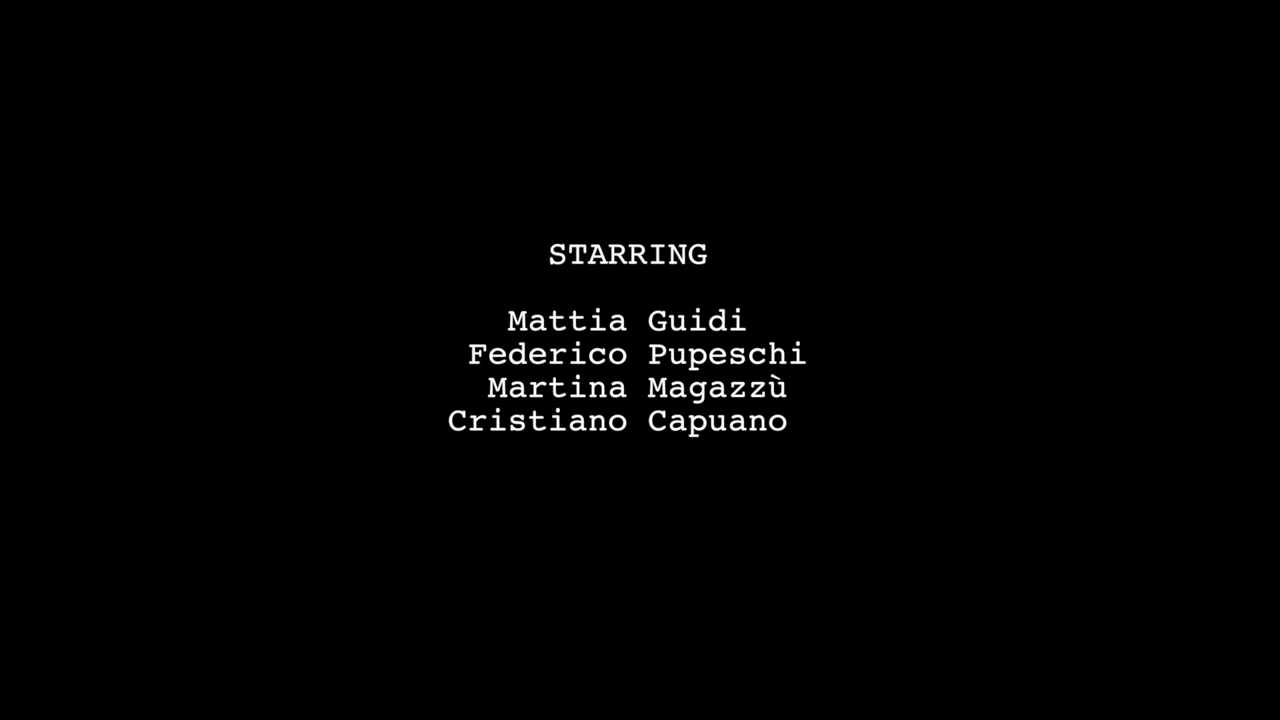 STARRING
Mattia Guidi
Federico Pupeschi
Martina Magazzù
Cristiano Capuano